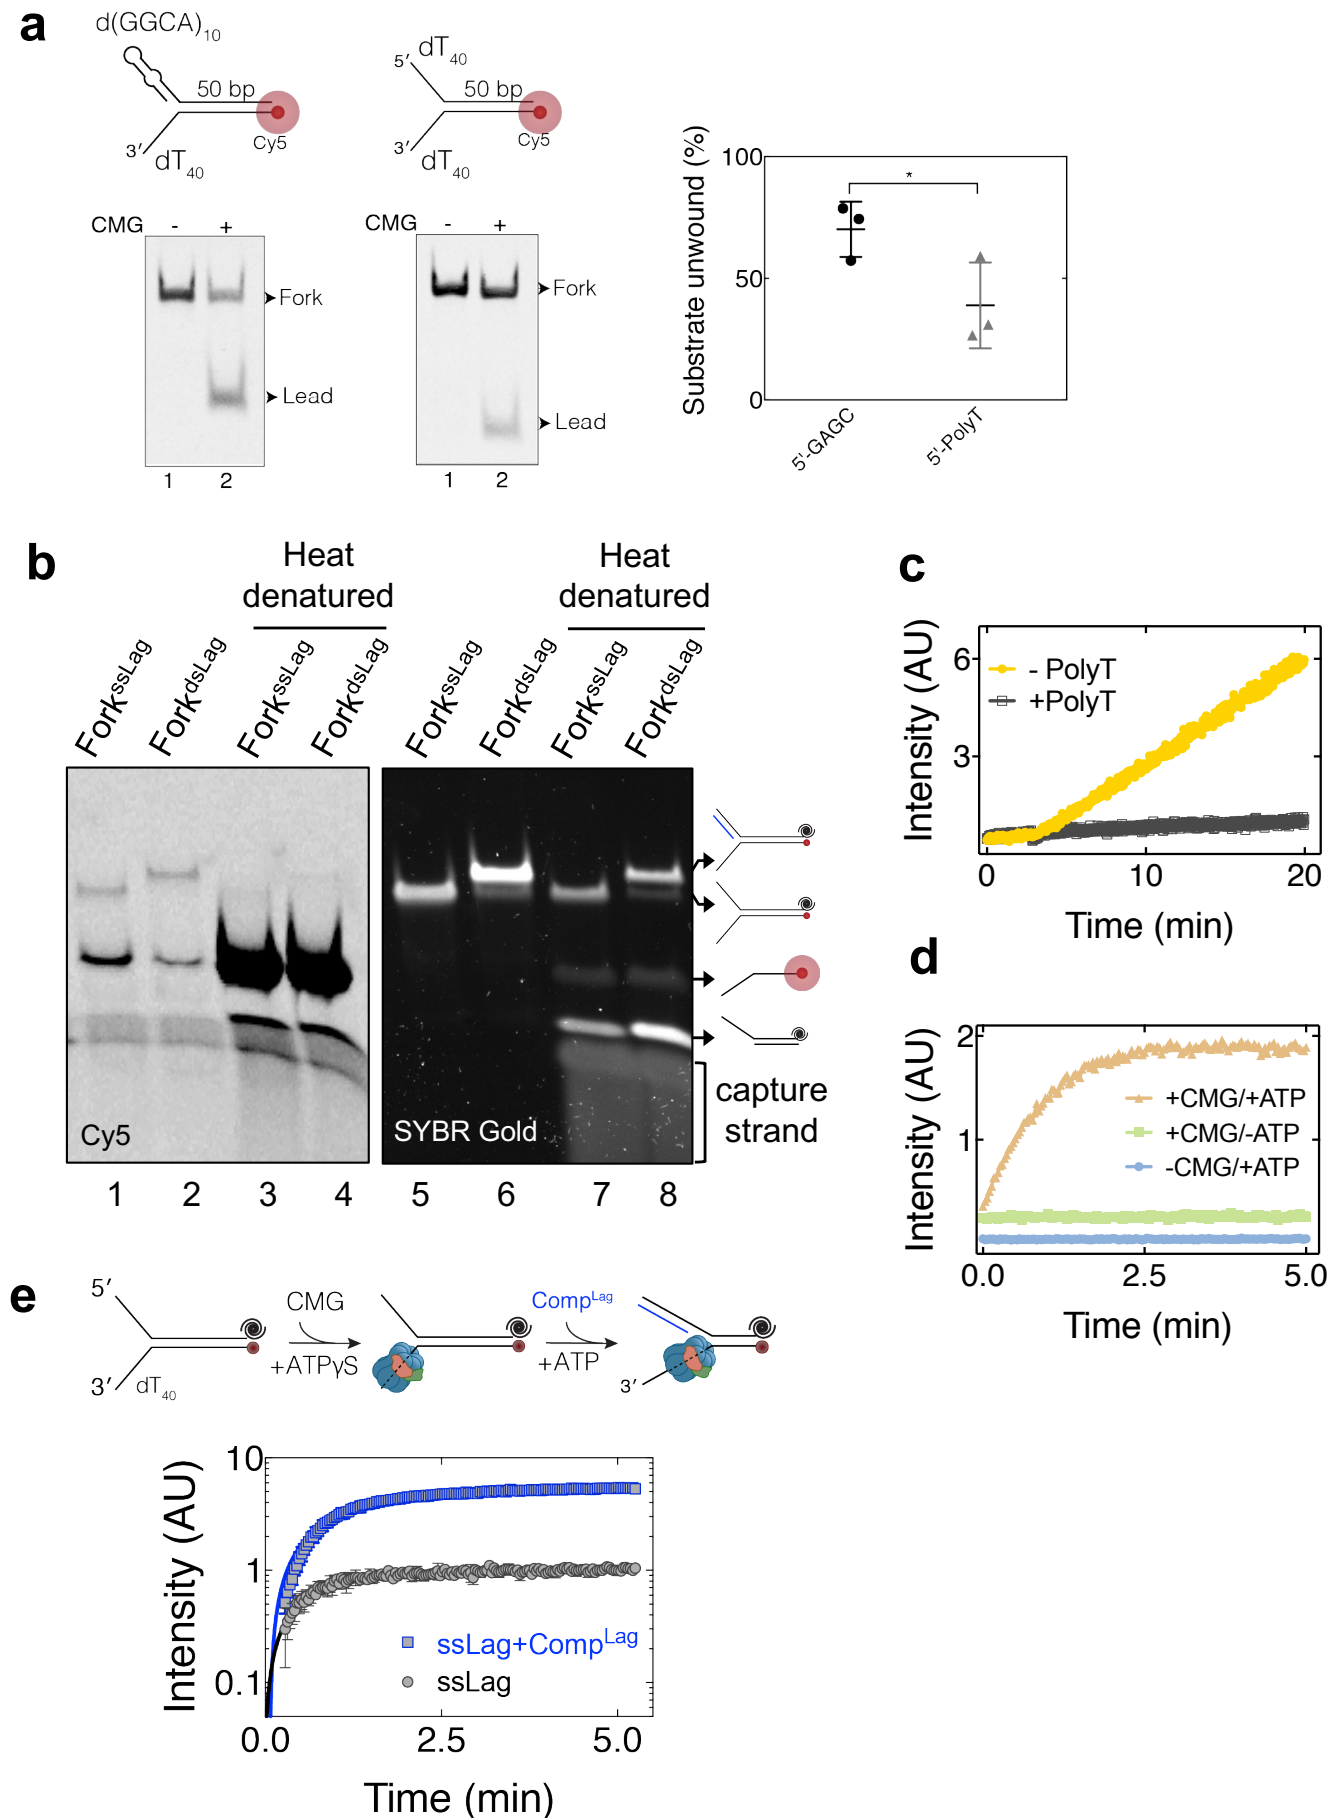 a
d(GGCA)10
50 bp
Cy5
3′
dT40
5′
dT40
50 bp
Cy5
3′
dT40
CMG - +
Fork
Lead
1 2
CMG - +
Fork
Lead
1 2
Substrate unwound (%)
100
50
0
*
5'-GAGC
5'-PolyT
b
Heat
denatured
Heat
denatured
ForkssLag
ForkdsLag
ForkssLag
ForkdsLag
ForkssLag
ForkdsLag
ForkssLag
ForkdsLag
Cy5
SYBR Gold
capture
strand
1 2 3 4 5 6 7 8
c
Intensity (AU)
6
3
- PolyT
+PolyT
0 10 20
Time (min)
d
Intensity (AU)
2
1
+CMG/+ATP
+CMG/-ATP
-CMG/+ATP
0.0 2.5 5.0
Time (min)
e
5′
3′
dT40
CMG
+ATPγS
CompLag
+ATP
3′
Intensity (AU)
10
1
0.1
ssLag+CompLag
ssLag
0.0 2.5 5.0
Time (min)